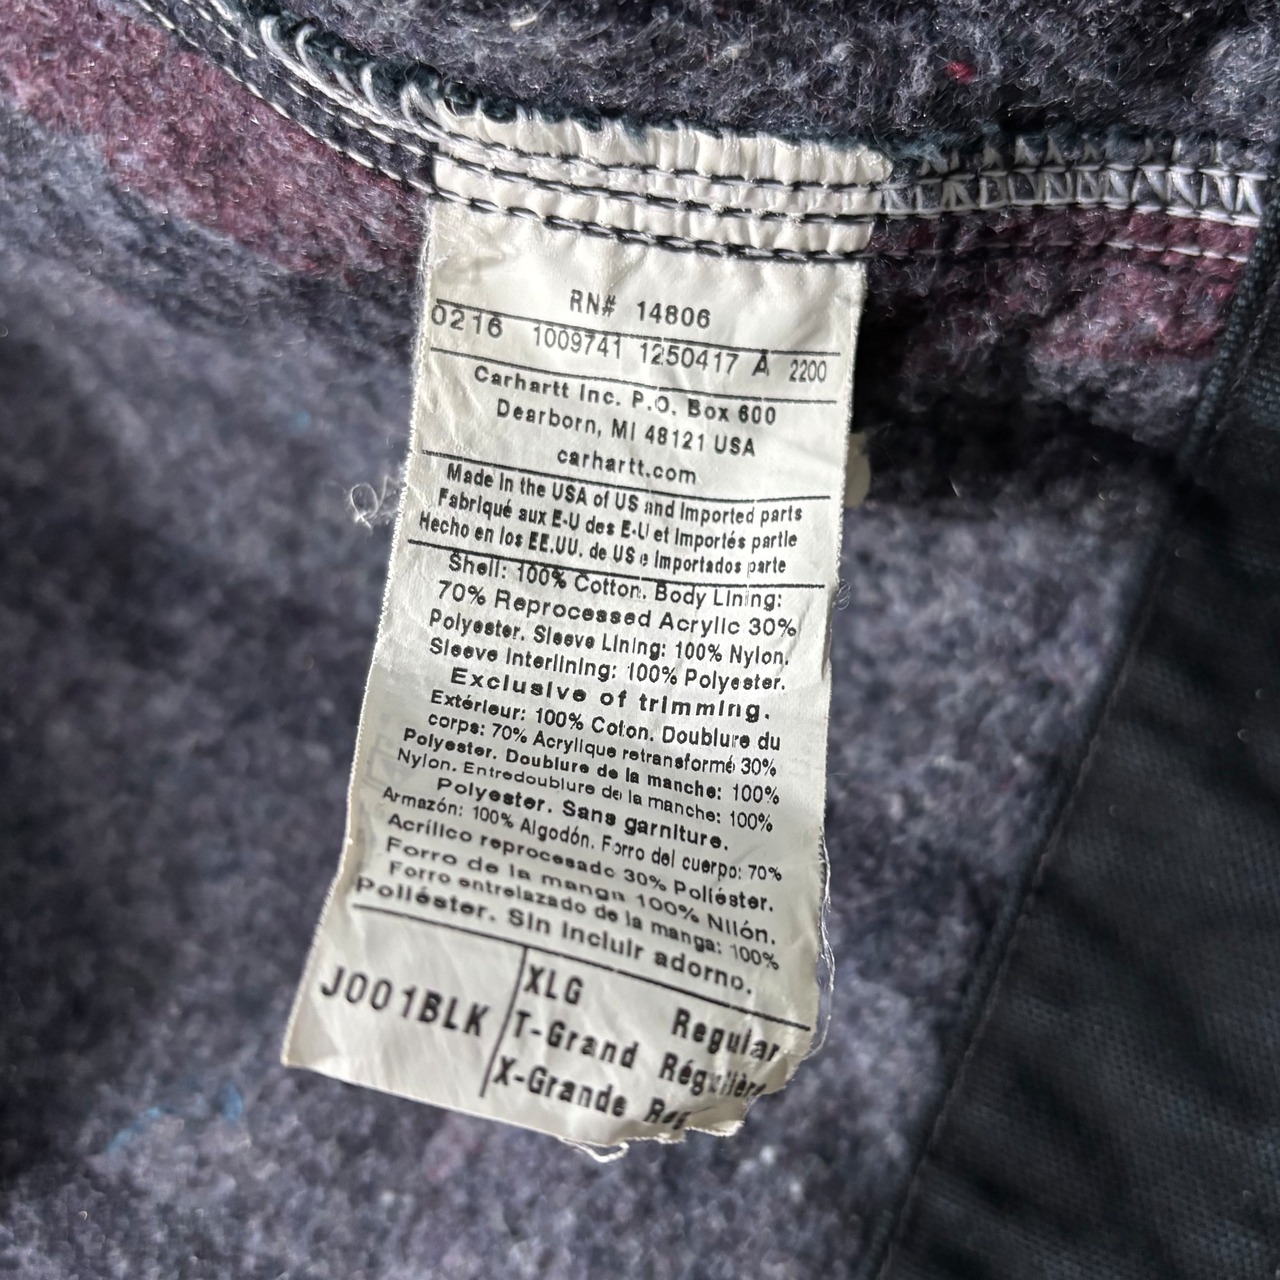 RN# 14806
0216 1009741 1250417 A 2200
Carhartt Inc. P.O. Box 600
Dearborn, MI 48121 USA
carhartt.com
Made in the USA of US and Imported parts
Fabriqué aux E-U des E-U et Importés partie
Hecho en los EE.UU. de US e Importados parte
Shell: 100% Cotton. Body Lining:
70% Reprocessed Acrylic 30%
Polyester. Sleeve Lining: 100% Nylon.
Sleeve Interlining: 100% Polyester.
Exclusive of trimming.
Extérieur: 100% Coton. Doublure du
corps: 70% Acrylique retransformé 30%
Polyester. Doublure de la manche: 100%
Nylon. Entredoublure de la manche: 100%
Polyester. Sans garniture.
Armazón: 100% Algodón. Forro del cuerpo: 70%
Acrílico reprocesado 30% Poliéster.
Forro de la manga 100% Nilón.
Forro entrelazado de la manga: 100%
Poliéster. Sin incluir adorno.
J001BLK
XLG Regular
T-Grand Régulière
X-Grande